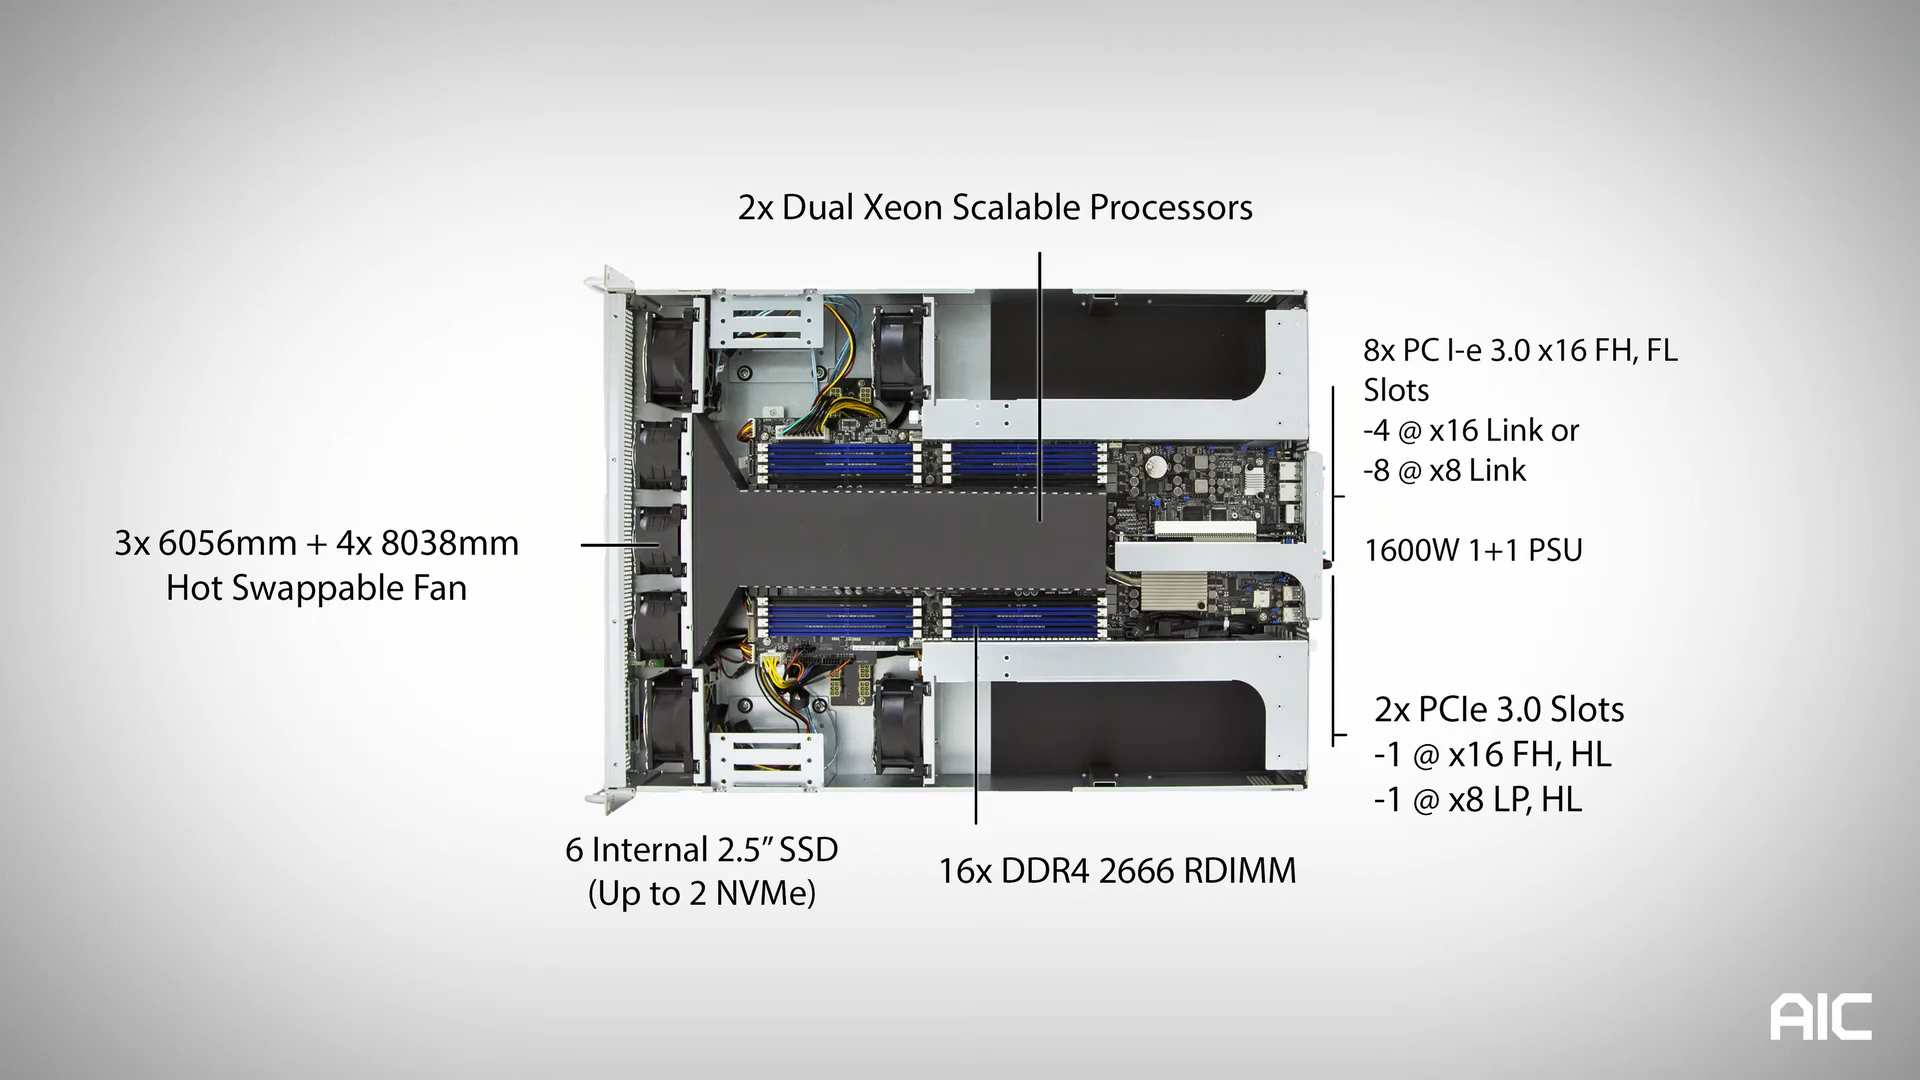 2x Dual Xeon Scalable Processors
8x PC I-e 3.0 x16 FH, FL
Slots
-4 @ x16 Link or
-8 @ x8 Link
3x 6056mm + 4x 8038mm
Hot Swappable Fan
1600W 1+1 PSU
2x PCIe 3.0 Slots
-1 @ x16 FH, HL
-1 @ x8 LP, HL
6 Internal 2.5” SSD
(Up to 2 NVMe)
16x DDR4 2666 RDIMM
AIC